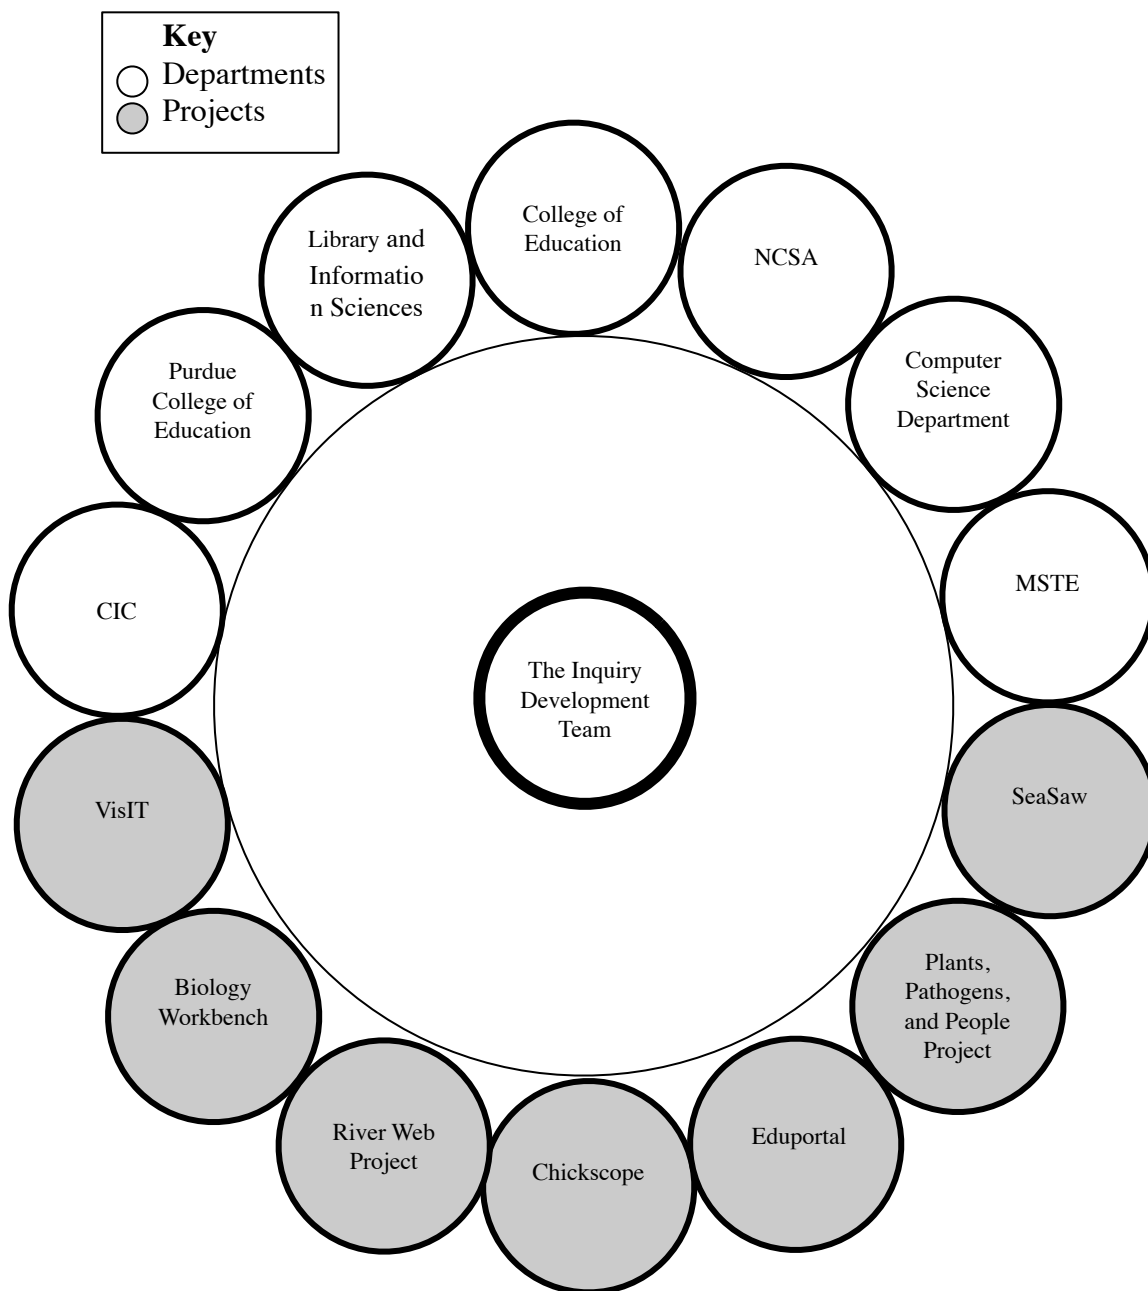 Key
Departments
Projects
College of
Education
NCSA
Library and
Informatio
n Sciences
Computer
Science
Department
Purdue
College of
Education
MSTE
CIC
The Inquiry
Development
Team
VisIT
SeaSaw
Plants,
Pathogens,
and People
Project
Biology
Workbench
River Web
Project
Chickscope
Eduportal